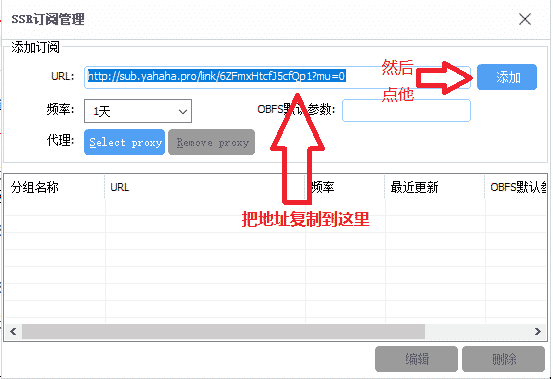 SSR订阅管理
添加订阅
URL: http://sub.yahaha.pro/link/6ZFmxHtcfJ5cfQp1?mu=0 然后 添加
点他
频率: 1天 OBFS默认参数:
代理: Select proxy Remove proxy
分组名称 URL 频率 最近更新 OBFS默认参
把地址复制到这里
编辑 删除